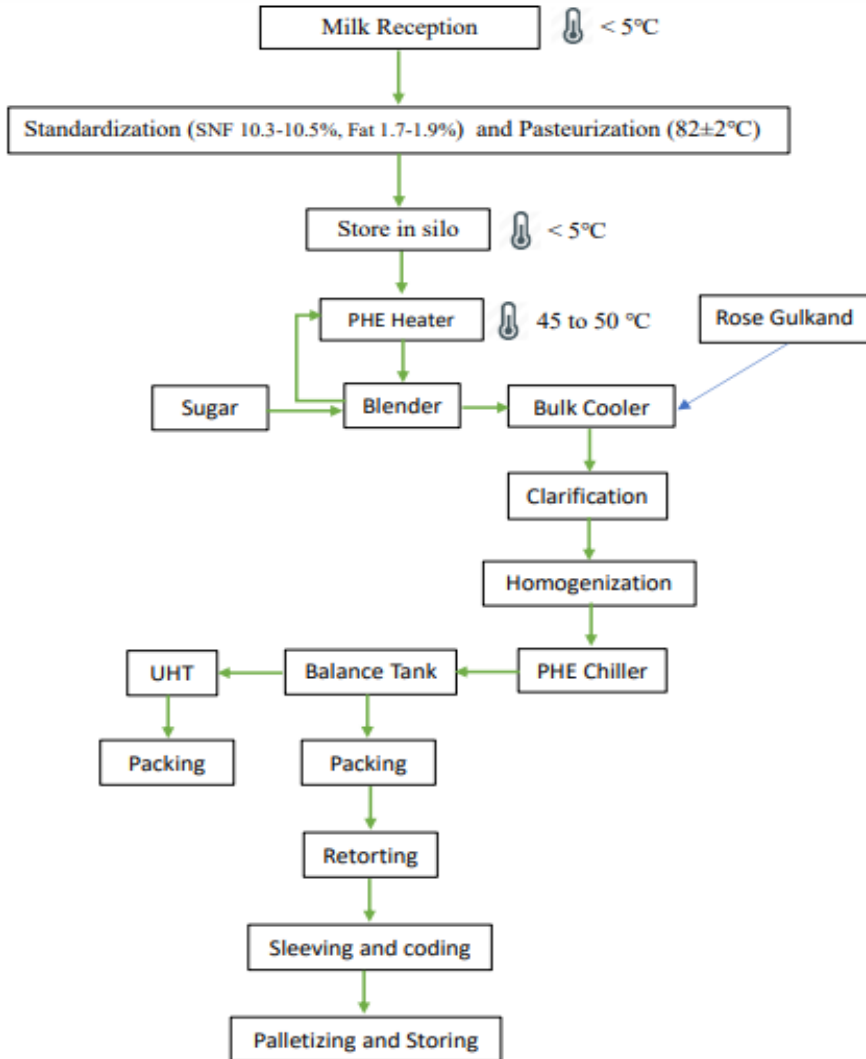 Milk Reception
< 5℃
Standardization (SNF 10.3-10.5%, Fat 1.7-1.9%) and Pasteurization (82±2℃)
Store in silo
< 5℃
PHE Heater
45 to 50 ℃
Rose Gulkand
Sugar
Blender
Bulk Cooler
Clarification
Homogenization
UHT
Balance Tank
PHE Chiller
Packing
Packing
Retorting
Sleeving and coding
Palletizing and Storing